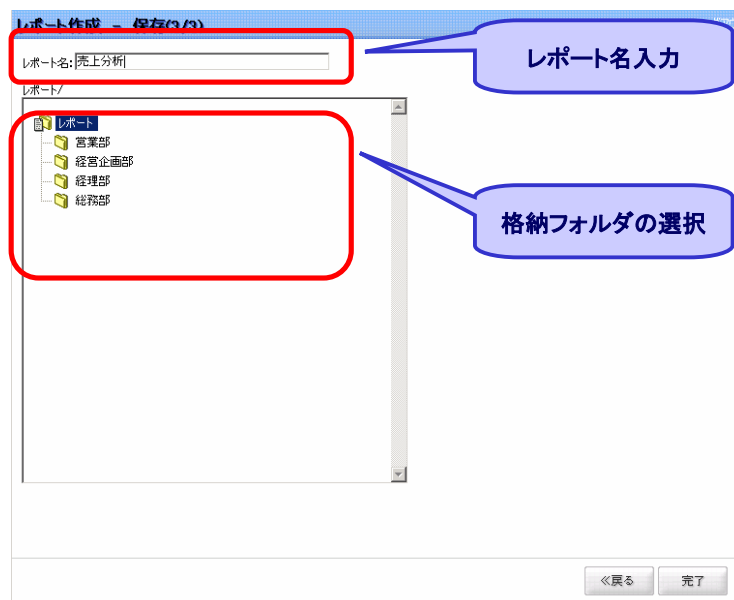 レポート作成 - 保存(3/3)
レポート名: 売上分析
レポート名入力
レポート/
レポート
営業部
経営企画部
経理部
総務部
格納フォルダの選択
≪戻る 完了